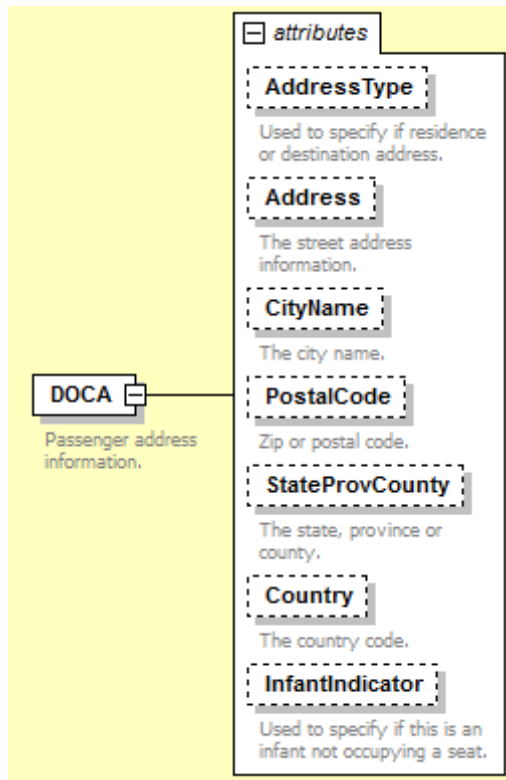 attributes
AddressType
Used to specify if residence
or destination address.
Address
The street address
information.
CityName
The city name.
DOCA
Passenger address
information.
PostalCode
Zip or postal code.
StateProvCounty
The state, province or
county.
Country
The country code.
InfantIndicator
Used to specify if this is an
infant not occupying a seat.